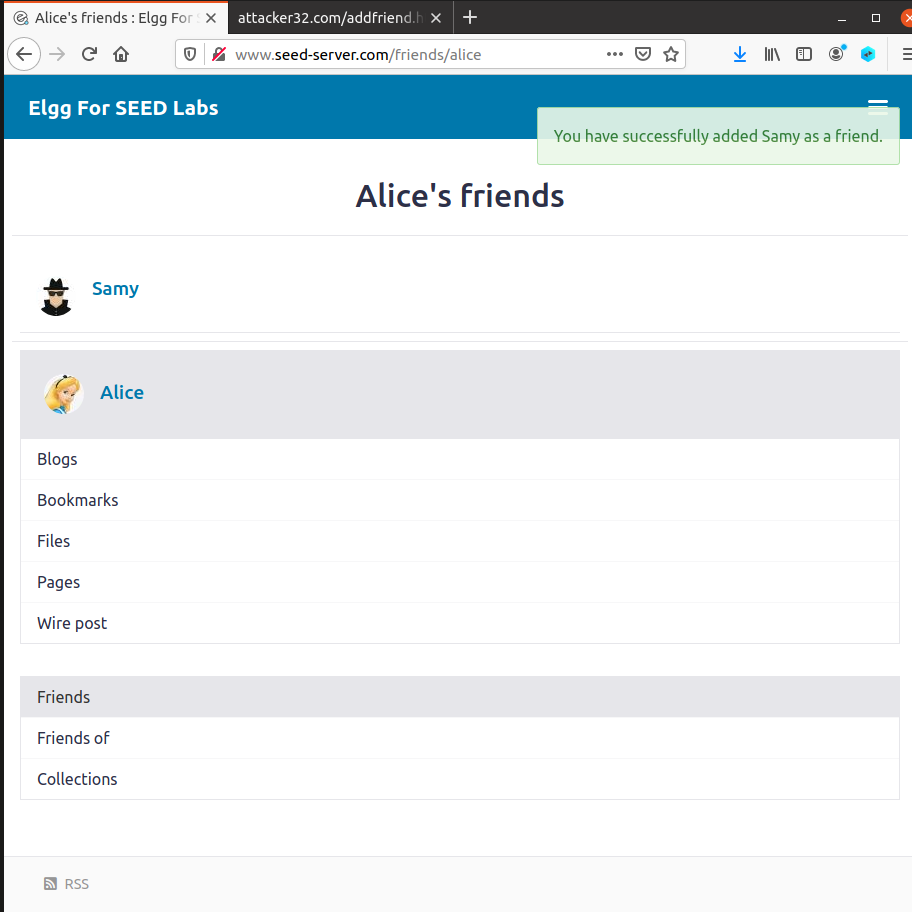 Alice's friends : Elgg For
attacker32.com/addfriend.h
www.seed-server.com/friends/alice
Elgg For SEED Labs
You have successfully added Samy as a friend.
Alice's friends
Samy
Alice
Blogs
Bookmarks
Files
Pages
Wire post
Friends
Friends of
Collections
RSS